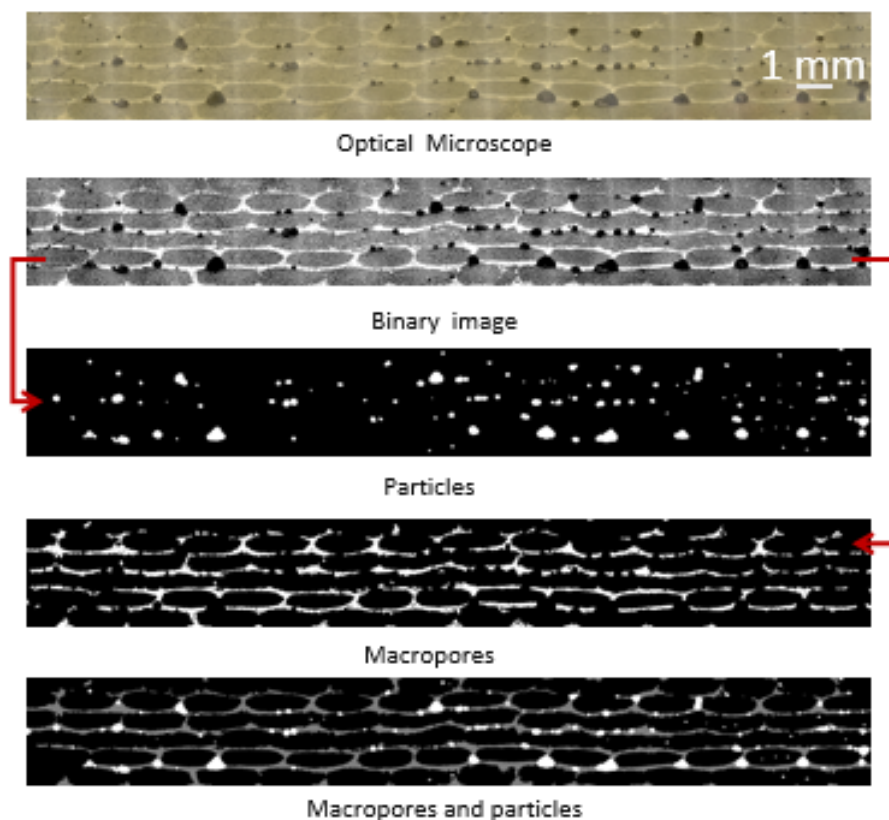 1 mm
Optical Microscope
Binary image
Particles
Macropores
Macropores and particles